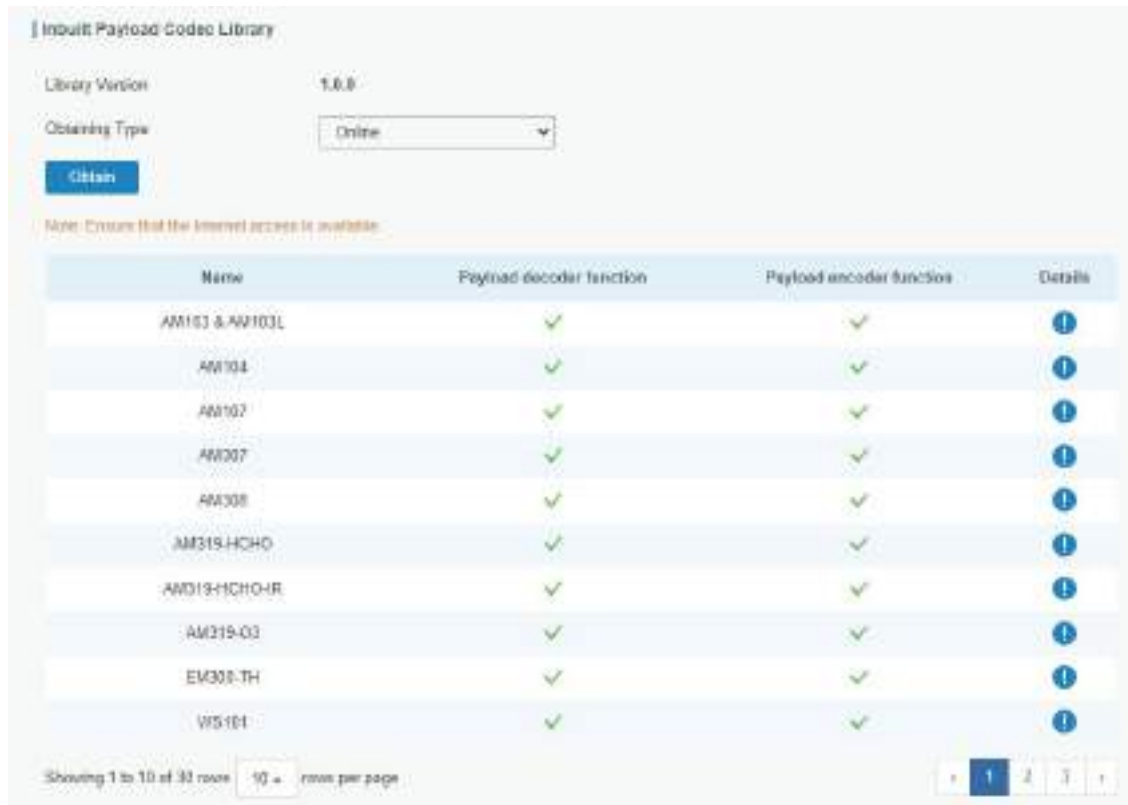 Inbuilt Payload Codec Library
Library Version 1.0.0
Obtaining Type Online
Obtain
Note: Ensure that the Internet access is available.
Name Payload decoder function Payload encoder function Details
AM103 & AM103L
AM104
AM107
AM307
AM308
AM319-HCHO
AM319-HCHO-IR
AM319-O3
EM300-TH
WS101
Showing 1 to 10 of 30 rows 10 rows per page
‹ 1 2 3 ›